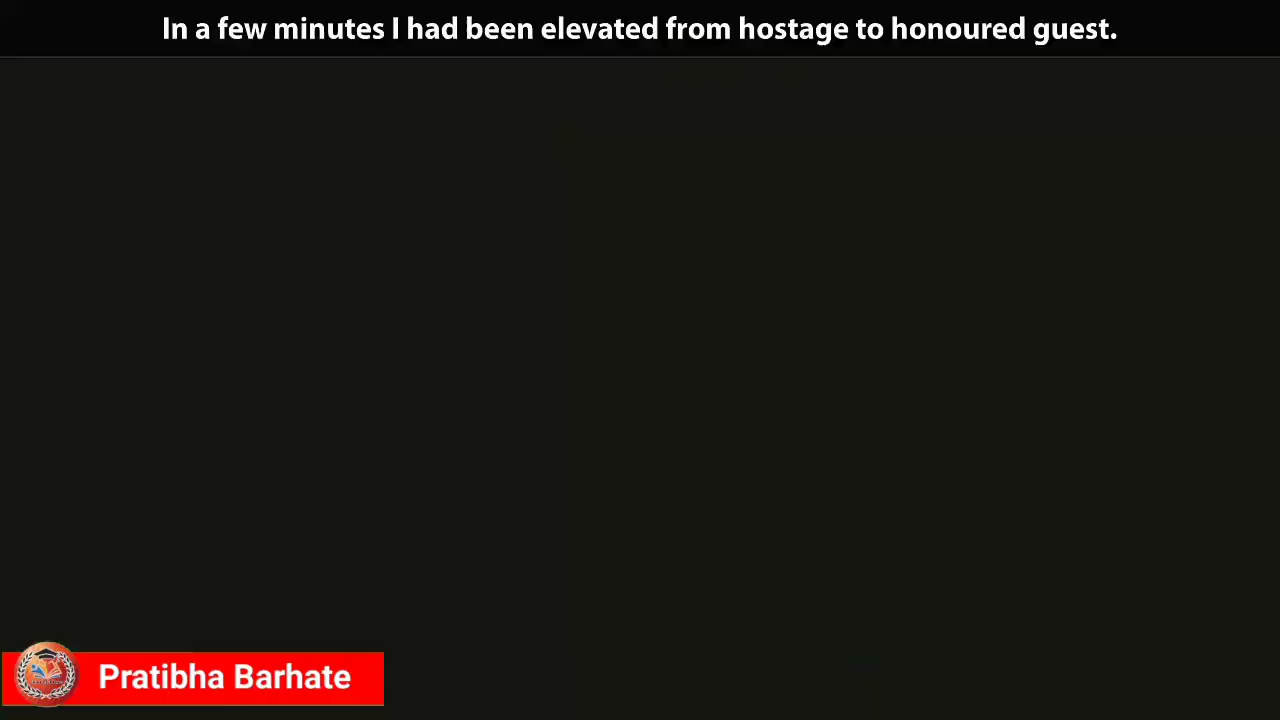 In a few minutes I had been elevated from hostage to honoured guest.
Pratibha Barhate